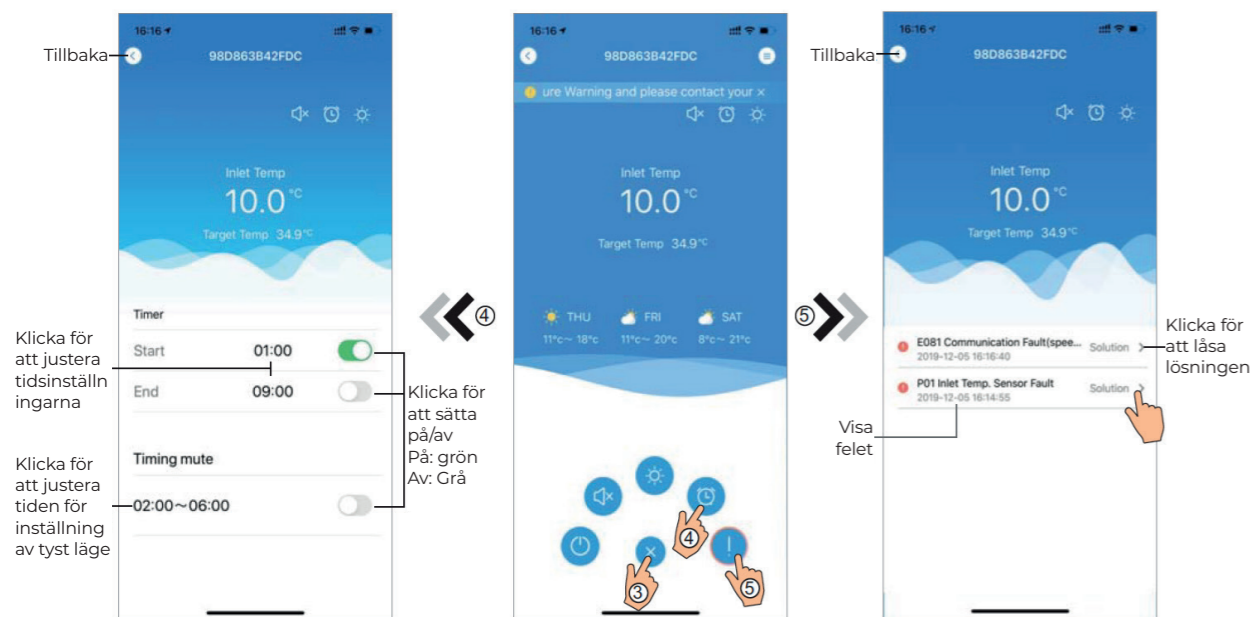 Tillbaka
16:16
98D863B42FDC
Inlet Temp
10.0 °C
Target Temp 34.9°C
Timer
Start 01:00
End 09:00
Timing mute
02:00~06:00
Klicka för
att justera
tidsinställn
ingarna
Klicka för
att justera
tiden för
inställning
av tyst läge
Klicka för
att sätta
på/av
På: grön
Av: Grå
④
16:16
98D863B42FDC
ure Warning and please contact your ×
Inlet Temp
10.0 °C
Target Temp 34.9°C
THU FRI SAT
11°c~ 18°c 11°c~ 20°c 8°c~ 21°c
④
③
⑤
⑤
Tillbaka
16:16
98D863B42FDC
Inlet Temp
10.0 °C
Target Temp 34.9°C
E081 Communication Fault(spee... Solution
2019-12-05 16:16:40
P01 Inlet Temp. Sensor Fault Solution
2019-12-05 16:14:55
Visa
felet
Klicka för
att låsa
lösningen